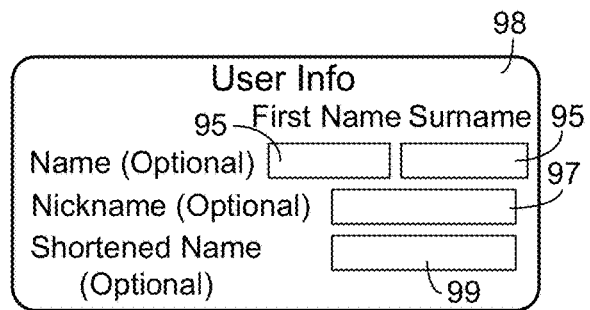 98
User Info
First Name Surname
95 95
Name (Optional)
97
Nickname (Optional)
Shortened Name
(Optional)
99